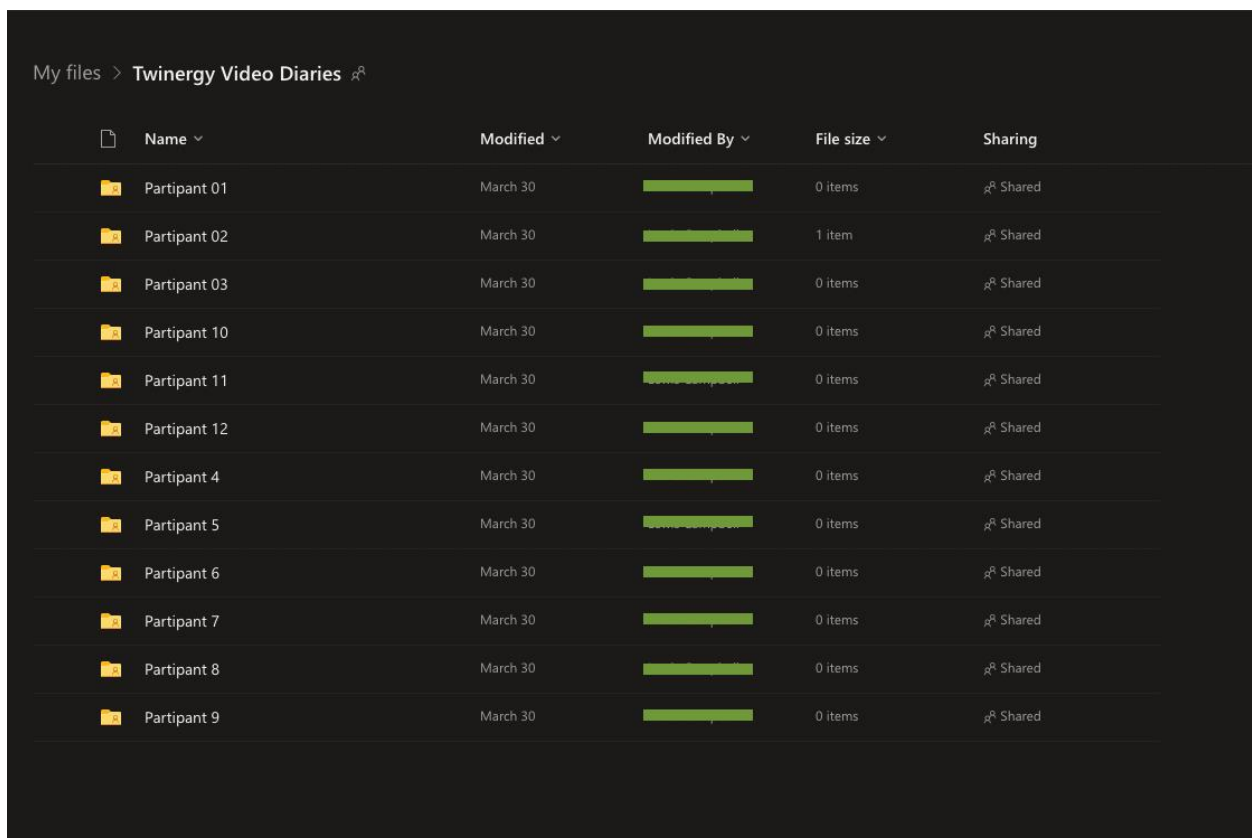 My files > Twinergy Video Diaries
Name Modified Modified By File size Sharing
Partipant 01 March 30 0 items Shared
Partipant 02 March 30 1 item Shared
Partipant 03 March 30 0 items Shared
Partipant 10 March 30 0 items Shared
Partipant 11 March 30 0 items Shared
Partipant 12 March 30 0 items Shared
Partipant 4 March 30 0 items Shared
Partipant 5 March 30 0 items Shared
Partipant 6 March 30 0 items Shared
Partipant 7 March 30 0 items Shared
Partipant 8 March 30 0 items Shared
Partipant 9 March 30 0 items Shared